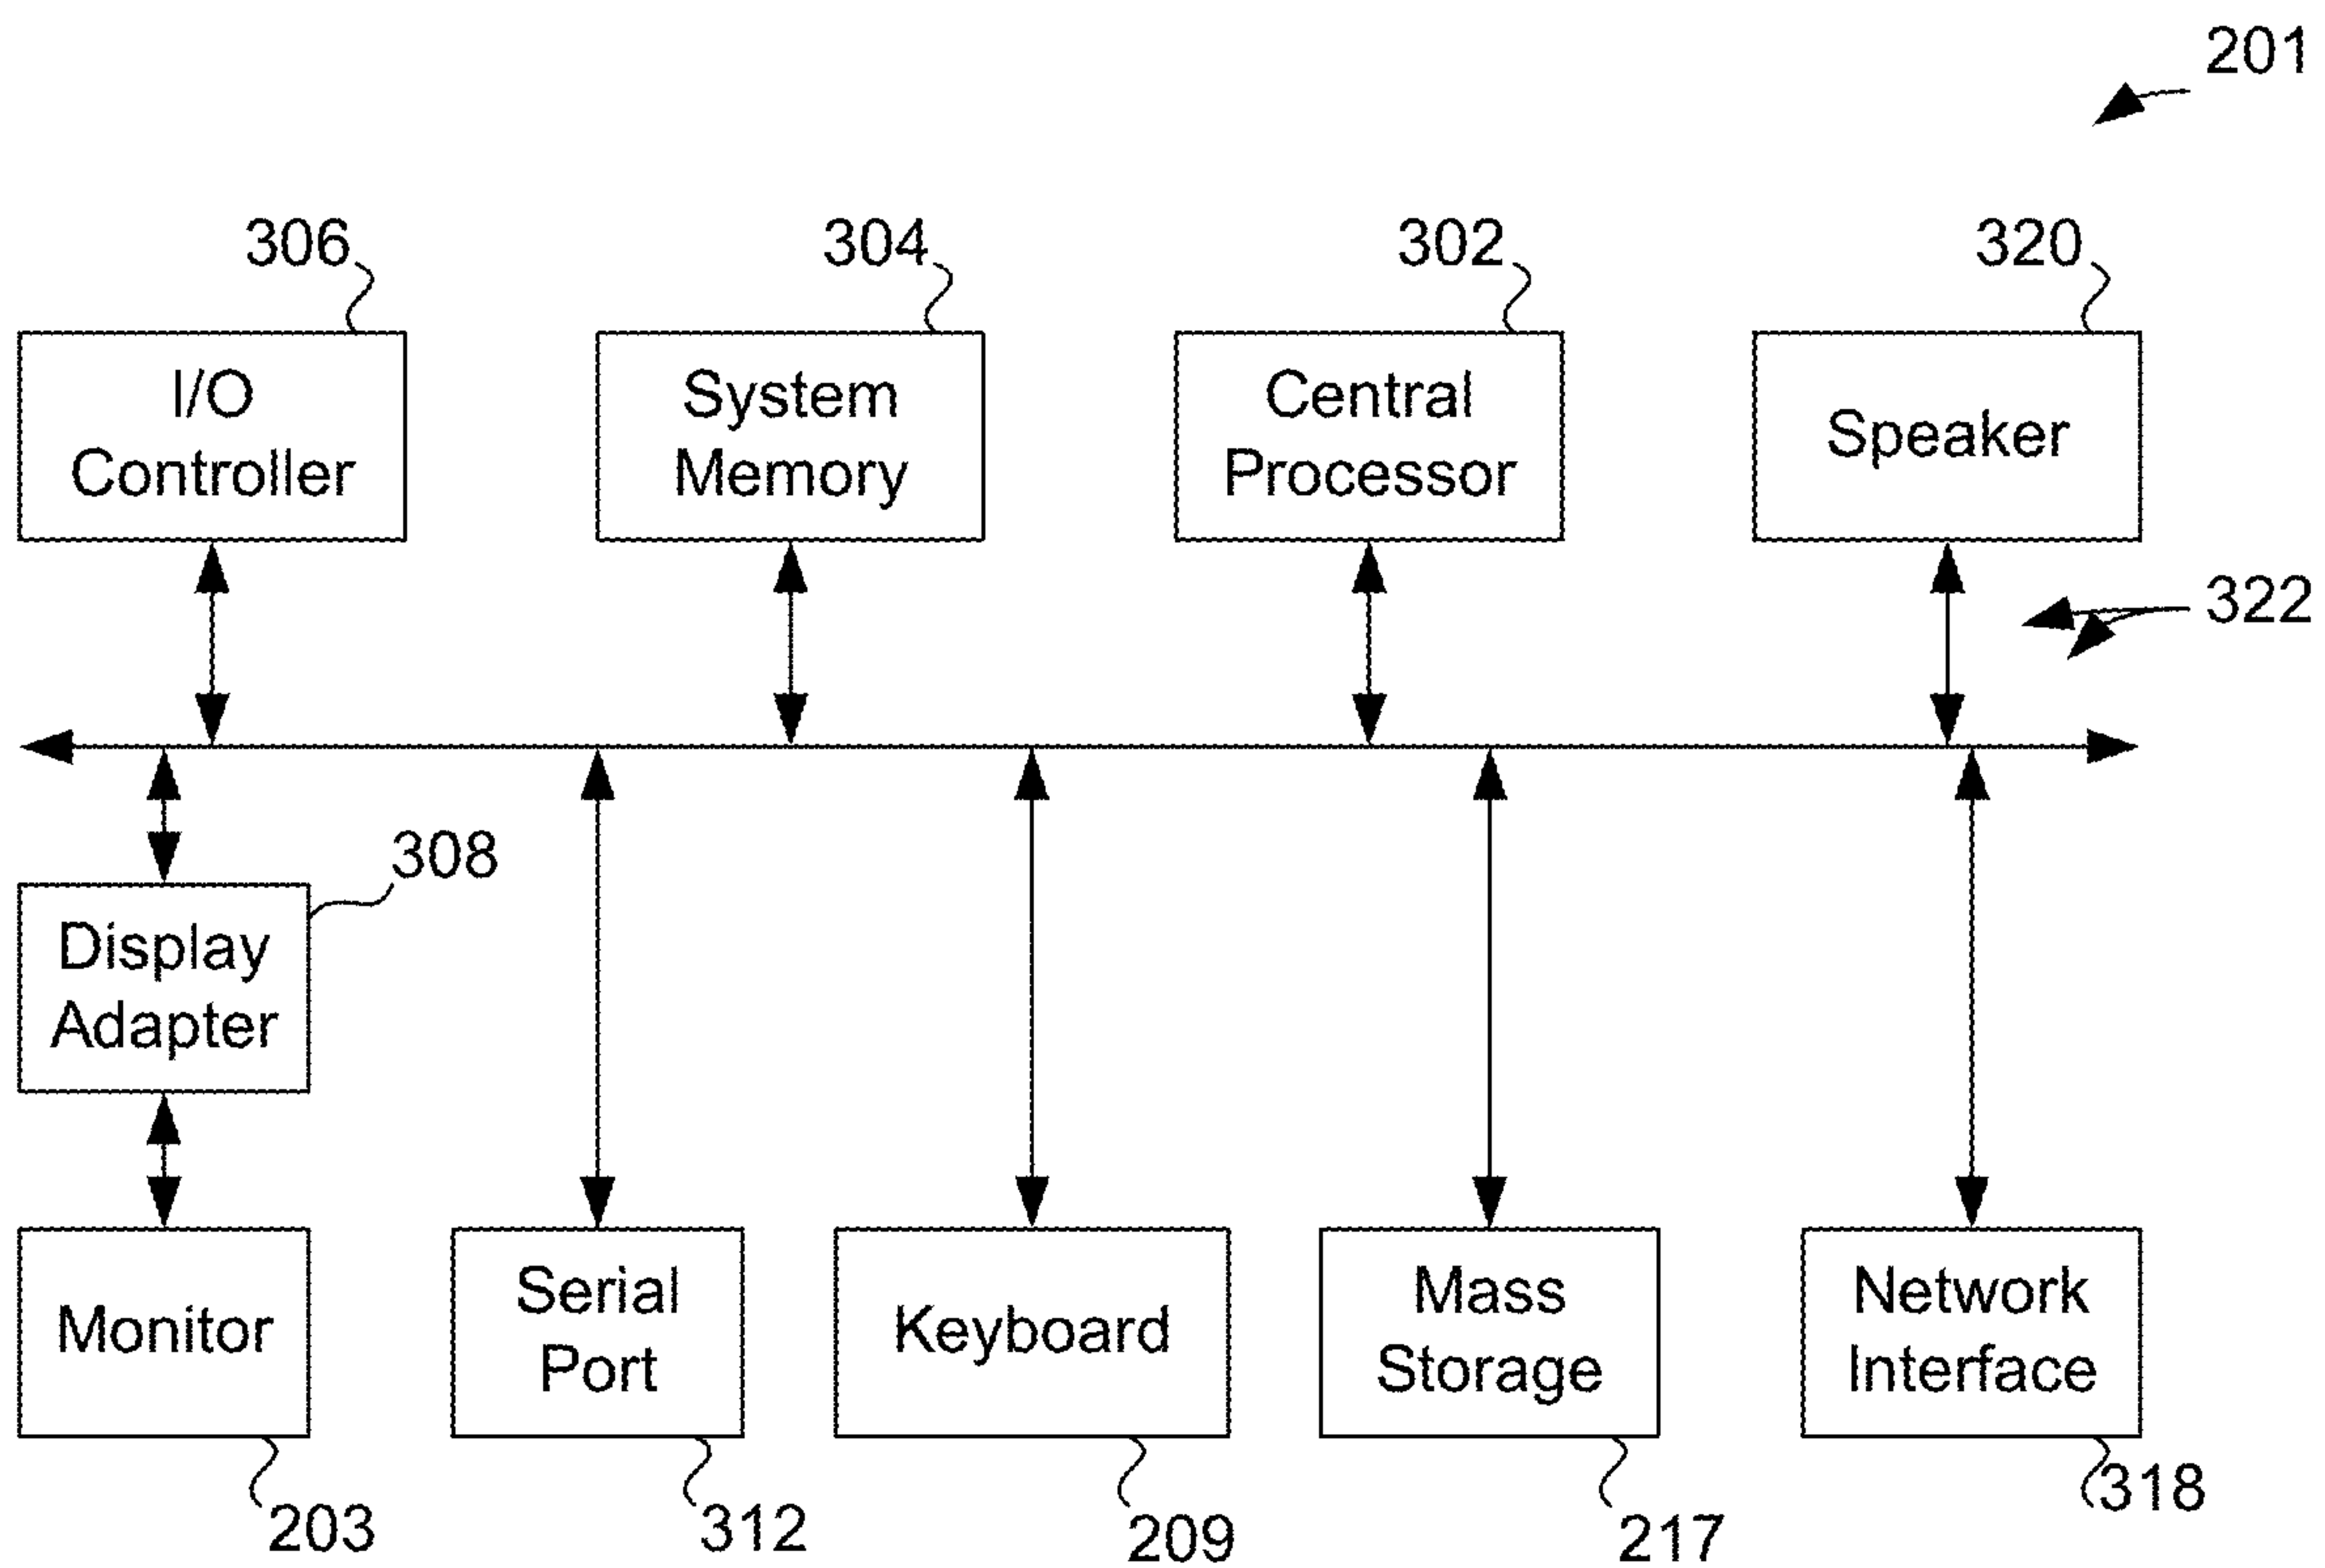 201
306
304
302
320
I/O
Controller
System
Memory
Central
Processor
Speaker
322
308
Display
Adapter
Monitor
Serial
Port
Keyboard
Mass
Storage
Network
Interface
203
312
209
217
318